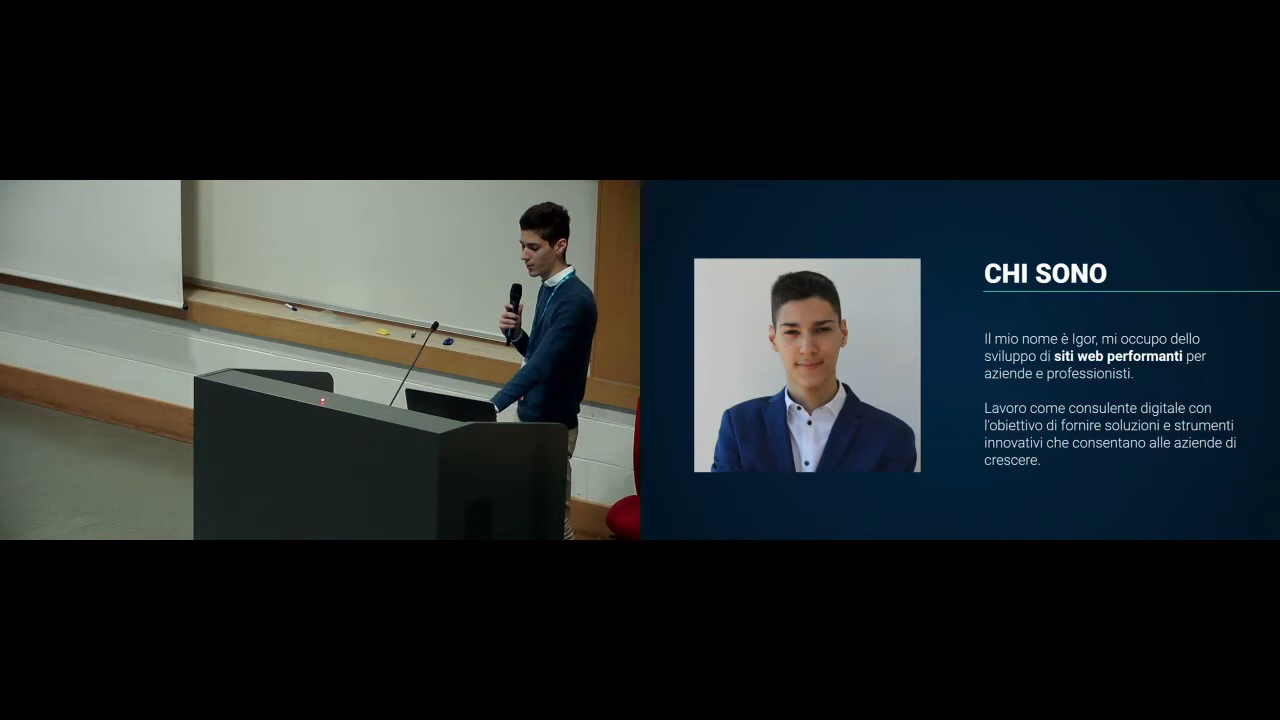 CHI SONO
Il mio nome è Igor, mi occupo dello
sviluppo di siti web performanti per
aziende e professionisti.
Lavoro come consulente digitale con
l'obiettivo di fornire soluzioni e strumenti
innovativi che consentano alle aziende di
crescere.